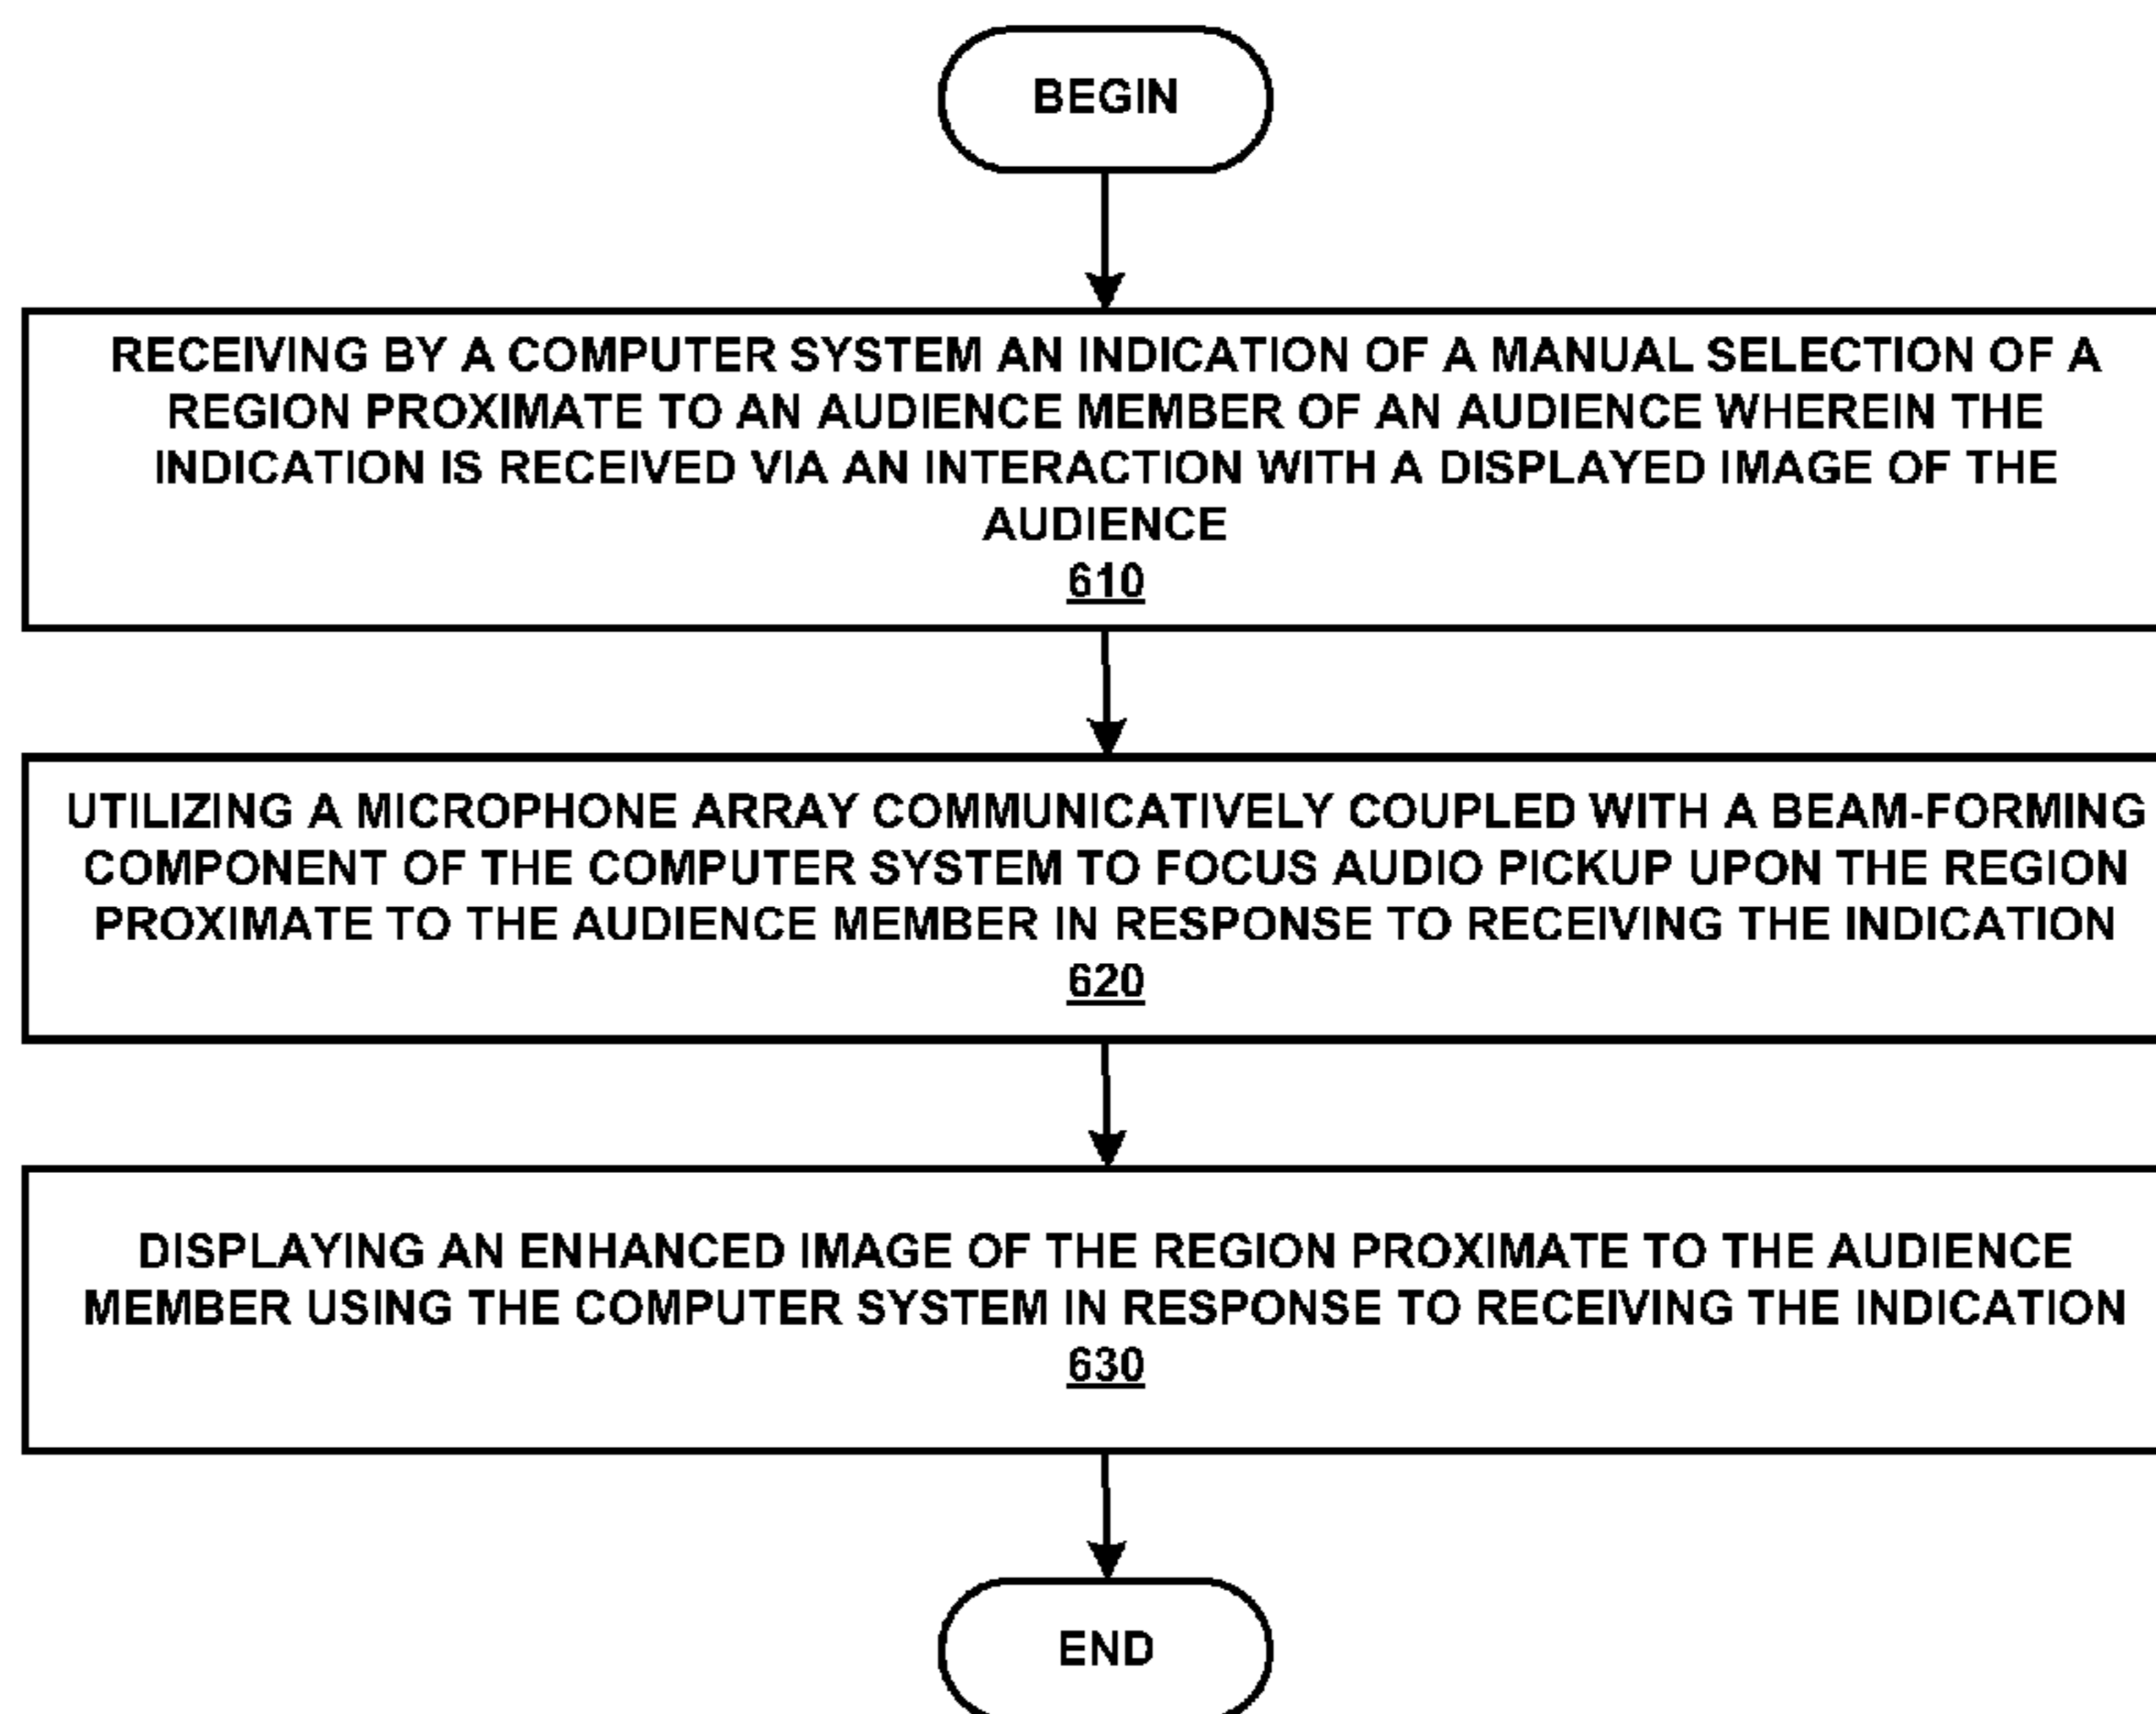 BEGIN
RECEIVING BY A COMPUTER SYSTEM AN INDICATION OF A MANUAL SELECTION OF A
REGION PROXIMATE TO AN AUDIENCE MEMBER OF AN AUDIENCE WHEREIN THE
INDICATION IS RECEIVED VIA AN INTERACTION WITH A DISPLAYED IMAGE OF THE
AUDIENCE
610
UTILIZING A MICROPHONE ARRAY COMMUNICATIVELY COUPLED WITH A BEAM-FORMING
COMPONENT OF THE COMPUTER SYSTEM TO FOCUS AUDIO PICKUP UPON THE REGION
PROXIMATE TO THE AUDIENCE MEMBER IN RESPONSE TO RECEIVING THE INDICATION
620
DISPLAYING AN ENHANCED IMAGE OF THE REGION PROXIMATE TO THE AUDIENCE
MEMBER USING THE COMPUTER SYSTEM IN RESPONSE TO RECEIVING THE INDICATION
630
END